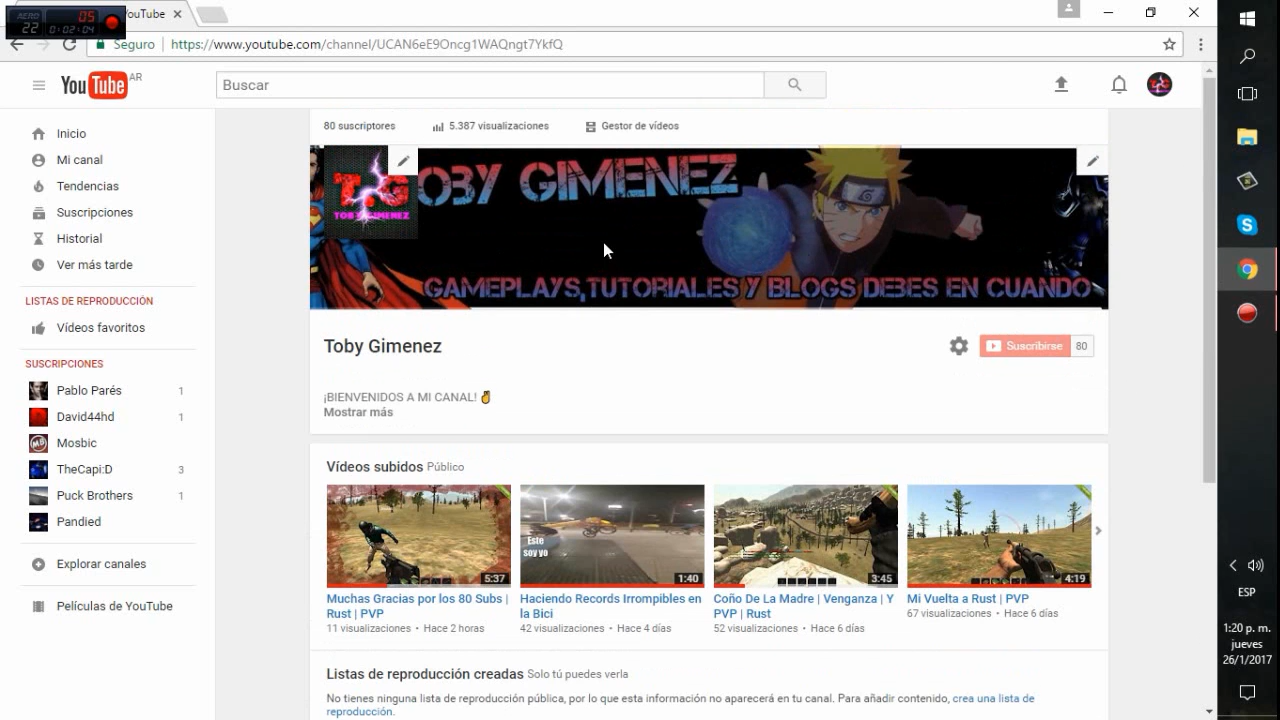 XERO
22
05
0:02:04
YouTube
Seguro
https://www.youtube.com/channel/UCAN6eE9Oncg1WAQngt7YkfQ
YouTube AR
Buscar
Inicio
Mi canal
Tendencias
Suscripciones
Historial
Ver más tarde
LISTAS DE REPRODUCCIÓN
Vídeos favoritos
SUSCRIPCIONES
Pablo Parés 1
David44hd 1
Mosbic
TheCapi:D 3
Puck Brothers 1
Pandied
Explorar canales
Películas de YouTube
80 suscriptores
5.387 visualizaciones
Gestor de vídeos
T.G
TOBY GIMENEZ
OBY GIMENEZ
GAMEPLAYS,TUTORIALES Y BLOGS DEBES EN CUANDO
Toby Gimenez
Suscribirse 80
¡BIENVENIDOS A MI CANAL! ✌
Mostrar más
Vídeos subidos Público
5:37
Muchas Gracias por los 80 Subs |
Rust | PVP
11 visualizaciones • Hace 2 horas
Este
soy yo
1:40
Haciendo Records Irrompibles en
la Bici
42 visualizaciones • Hace 4 días
3:45
Coño De La Madre | Venganza | Y
PVP | Rust
52 visualizaciones • Hace 6 días
4:19
Mi Vuelta a Rust | PVP
67 visualizaciones • Hace 6 días
Listas de reproducción creadas Solo tú puedes verla
No tienes ninguna lista de reproducción pública, por lo que esta información no aparecerá en tu canal. Para añadir contenido, crea una lista de
reproducción.
ESP
1:20 p. m.
jueves
26/1/2017